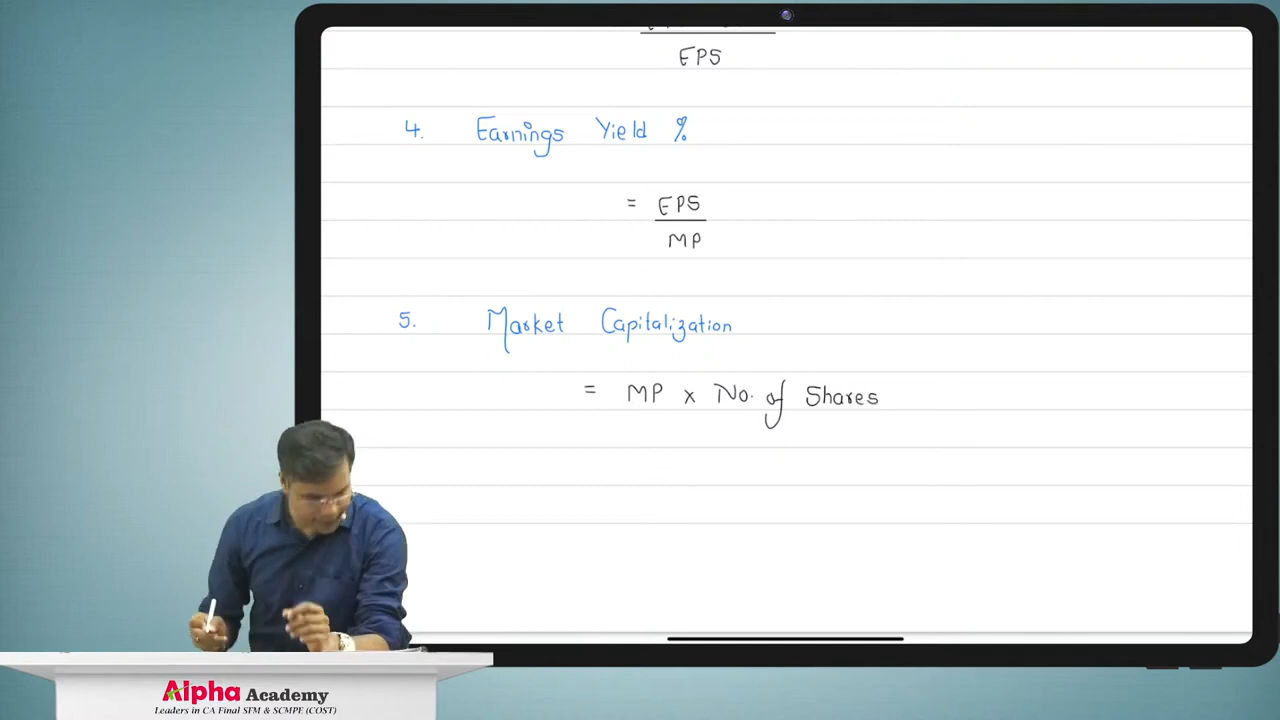 EPS
4. Earnings Yield %
= EPS
MP
5. Market Capitalization
= MP x No. of Shares
Alpha Academy
Leaders in CA Final SFM & SCMPE (COST)